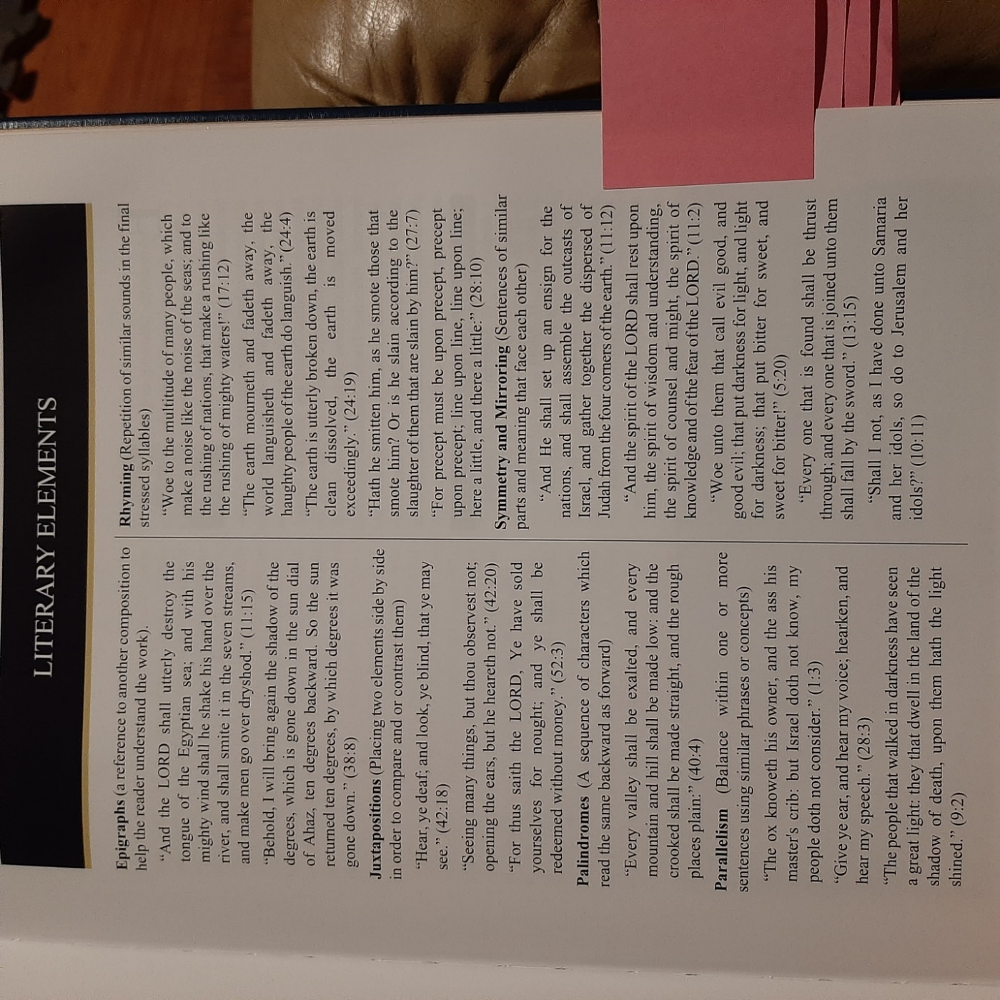 LITERARY ELEMENTS
Epigraphs (a reference to another composition to
help the reader understand the work).
“And the LORD shall utterly destroy the
tongue of the Egyptian sea; and with his
mighty wind shall he shake his hand over the
river, and shall smite it in the seven streams,
and make men go over dryshod.” (11:15)
“Behold, I will bring again the shadow of the
degrees, which is gone down in the sun dial
of Ahaz, ten degrees backward. So the sun
returned ten degrees, by which degrees it was
gone down.” (38:8)
Juxtapositions (Placing two elements side by side
in order to compare and or contrast them)
“Hear, ye deaf; and look, ye blind, that ye may
see.” (42:18)
“Seeing many things, but thou observest not;
opening the ears, but he heareth not.” (42:20)
“For thus saith the LORD, Ye have sold
yourselves for nought; and ye shall be
redeemed without money.” (52:3)
Palindromes (A sequence of characters which
read the same backward as forward)
“Every valley shall be exalted, and every
mountain and hill shall be made low: and the
crooked shall be made straight, and the rough
places plain:” (40:4)
Parallelism (Balance within one or more
sentences using similar phrases or concepts)
“The ox knoweth his owner, and the ass his
master's crib: but Israel doth not know, my
people doth not consider.” (1:3)
“Give ye ear, and hear my voice; hearken, and
hear my speech.” (28:3)
“The people that walked in darkness have seen
a great light: they that dwell in the land of the
shadow of death, upon them hath the light
shined.” (9:2)
Rhyming (Repetition of similar sounds in the final
stressed syllables)
“Woe to the multitude of many people, which
make a noise like the noise of the seas; and to
the rushing of nations, that make a rushing like
the rushing of mighty waters!” (17:12)
“The earth mourneth and fadeth away, the
world languisheth and fadeth away, the
haughty people of the earth do languish.” (24:4)
“The earth is utterly broken down, the earth is
clean dissolved, the earth is moved
exceedingly.” (24:19)
“Hath he smitten him, as he smote those that
smote him? Or is he slain according to the
slaughter of them that are slain by him?” (27:7)
“For precept must be upon precept, precept
upon precept; line upon line, line upon line;
here a little, and there a little:” (28:10)
Symmetry and Mirroring (Sentences of similar
parts and meaning that face each other)
“And He shall set up an ensign for the
nations, and shall assemble the outcasts of
Israel, and gather together the dispersed of
Judah from the four corners of the earth.” (11:12)
“And the spirit of the LORD shall rest upon
him, the spirit of wisdom and understanding,
the spirit of counsel and might, the spirit of
knowledge and of the fear of the LORD.” (11:2)
“Woe unto them that call evil good, and
good evil; that put darkness for light, and light
for darkness; that put bitter for sweet, and
sweet for bitter!” (5:20)
“Every one that is found shall be thrust
through; and every one that is joined unto them
shall fall by the sword.” (13:15)
“Shall I not, as I have done unto Samaria
and her idols, so do to Jerusalem and her
idols?” (10:11)